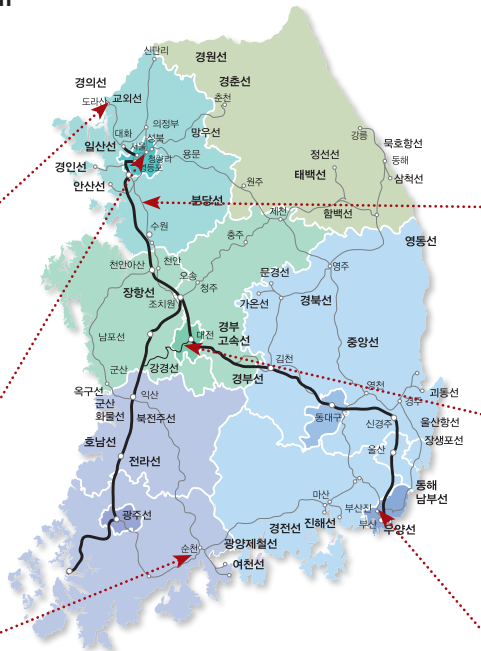 신탄리
경원선
경의선
경춘선
도라산
교외선
춘천
의정부
대화
성북
망우선
강릉
묵호항선
일산선
서울
청량리
용문
정선선
동해
경인선
영등포
태백선
삼척선
안산선
원주
분당선
제천
함백선
수원
충주
영동선
천안아산
천안
오송
문경선
영주
장항선
청주
조치원
가은선
경북선
남포선
대전
경부
고속선
중앙선
군산
강경선
경부선
김천
옥구선
익산
영천
괴동선
군산
화물선
북전주선
동대구
경주
신경주
울산항선
호남선
울산
장생포선
전라선
동해
남부선
마산
부산진
광주선
경전선
진해선
부산
우암선
순천
광양제철선
여천선